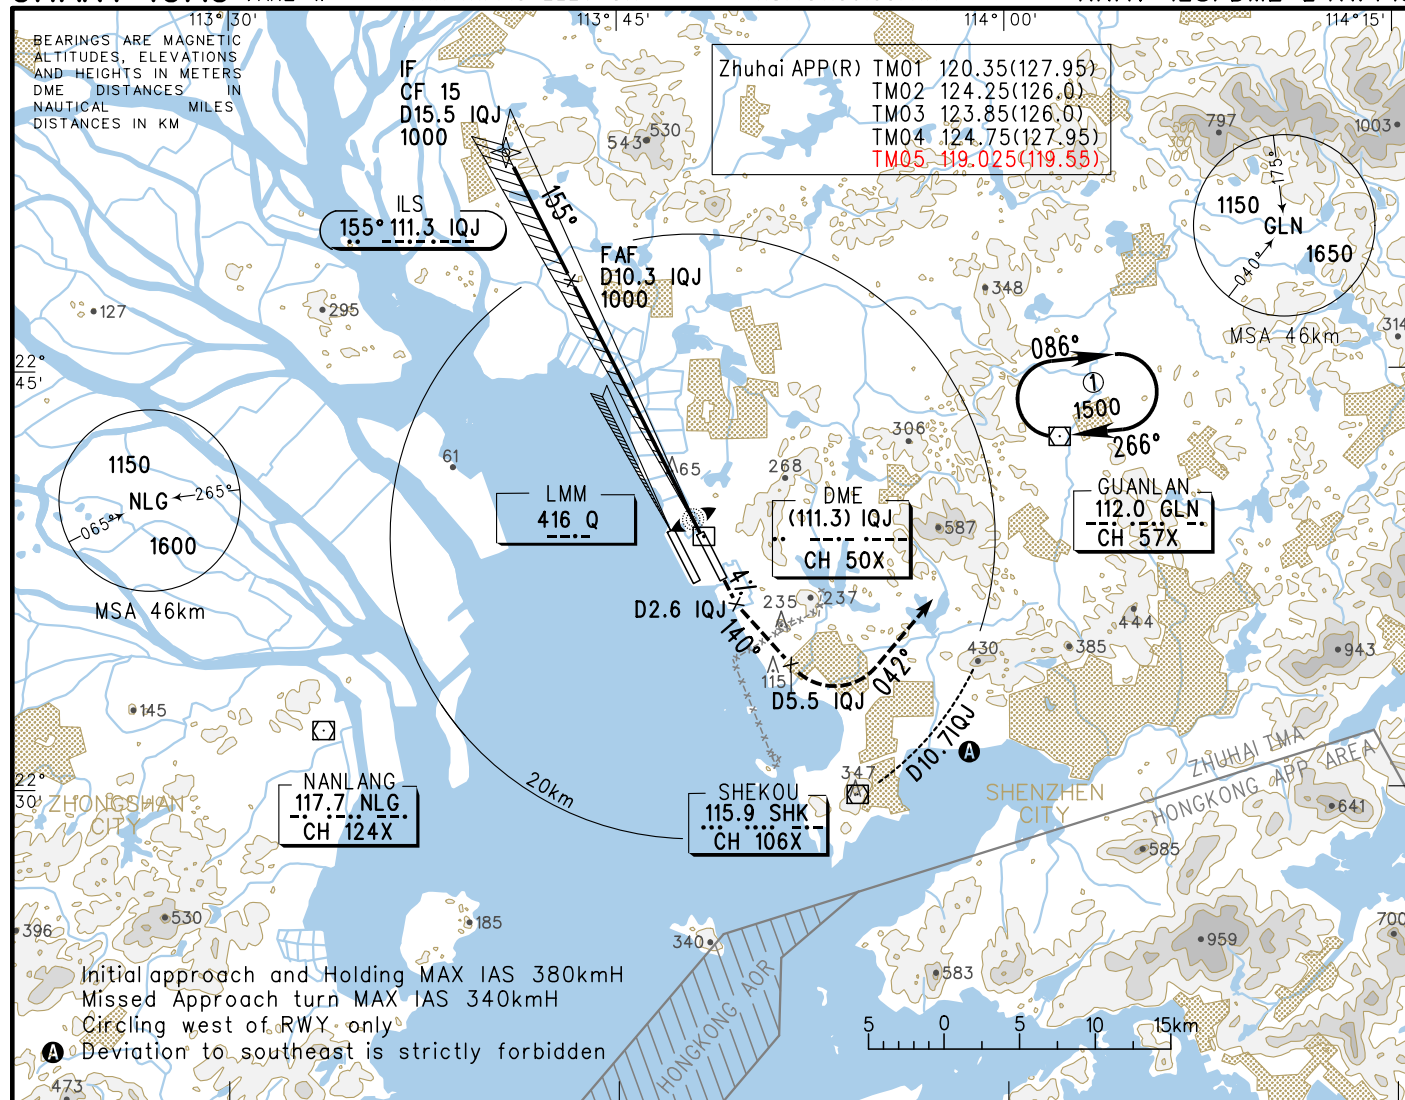 113°30'
113°45'
114°00'
114°15'
BEARINGS ARE MAGNETIC
ALTITUDES, ELEVATIONS
AND HEIGHTS IN METERS
DME DISTANCES IN
NAUTICAL MILES
DISTANCES IN KM
IF
CF 15
D15.5 IQJ
1000
543
530
Zhuhai APP(R) TM01 120.35(127.95)
TM02 124.25(126.0)
TM03 123.85(126.0)
TM04 124.75(127.95)
TM05 119.025(119.55)
797
1003
500
300
175°
1150
GLN
1650
040°
MSA 46km
314
ILS
155° 111.3 IQJ
155°
FAF
D10.3 IQJ
1000
348
127
295
22°
45'
086°
1
1500
266°
306
61
65
268
1150
NLG
265°
065°
1600
MSA 46km
LMM
416 Q
DME
(111.3) IQJ
CH 50X
587
GUANLAN
112.0 GLN
CH 57X
4%
D2.6 IQJ
140°
235
237
444
115
D5.5 IQJ
042°
430
385
943
145
D10.7IQJ
A
347
ZHUHAI TMA
HONGKONG APP AREA
22°
30'
ZHONGSHAN
CITY
NANLANG
117.7 NLG
CH 124X
20km
SHEKOU
115.9 SHK
CH 106X
SHENZHEN
CITY
641
585
396
530
185
340
959
700
583
HONGKONG AOR
Initial approach and Holding MAX IAS 380kmH
Missed Approach turn MAX IAS 340kmH
Circling west of RWY only
A Deviation to southeast is strictly forbidden
5 0 5 10 15km
473